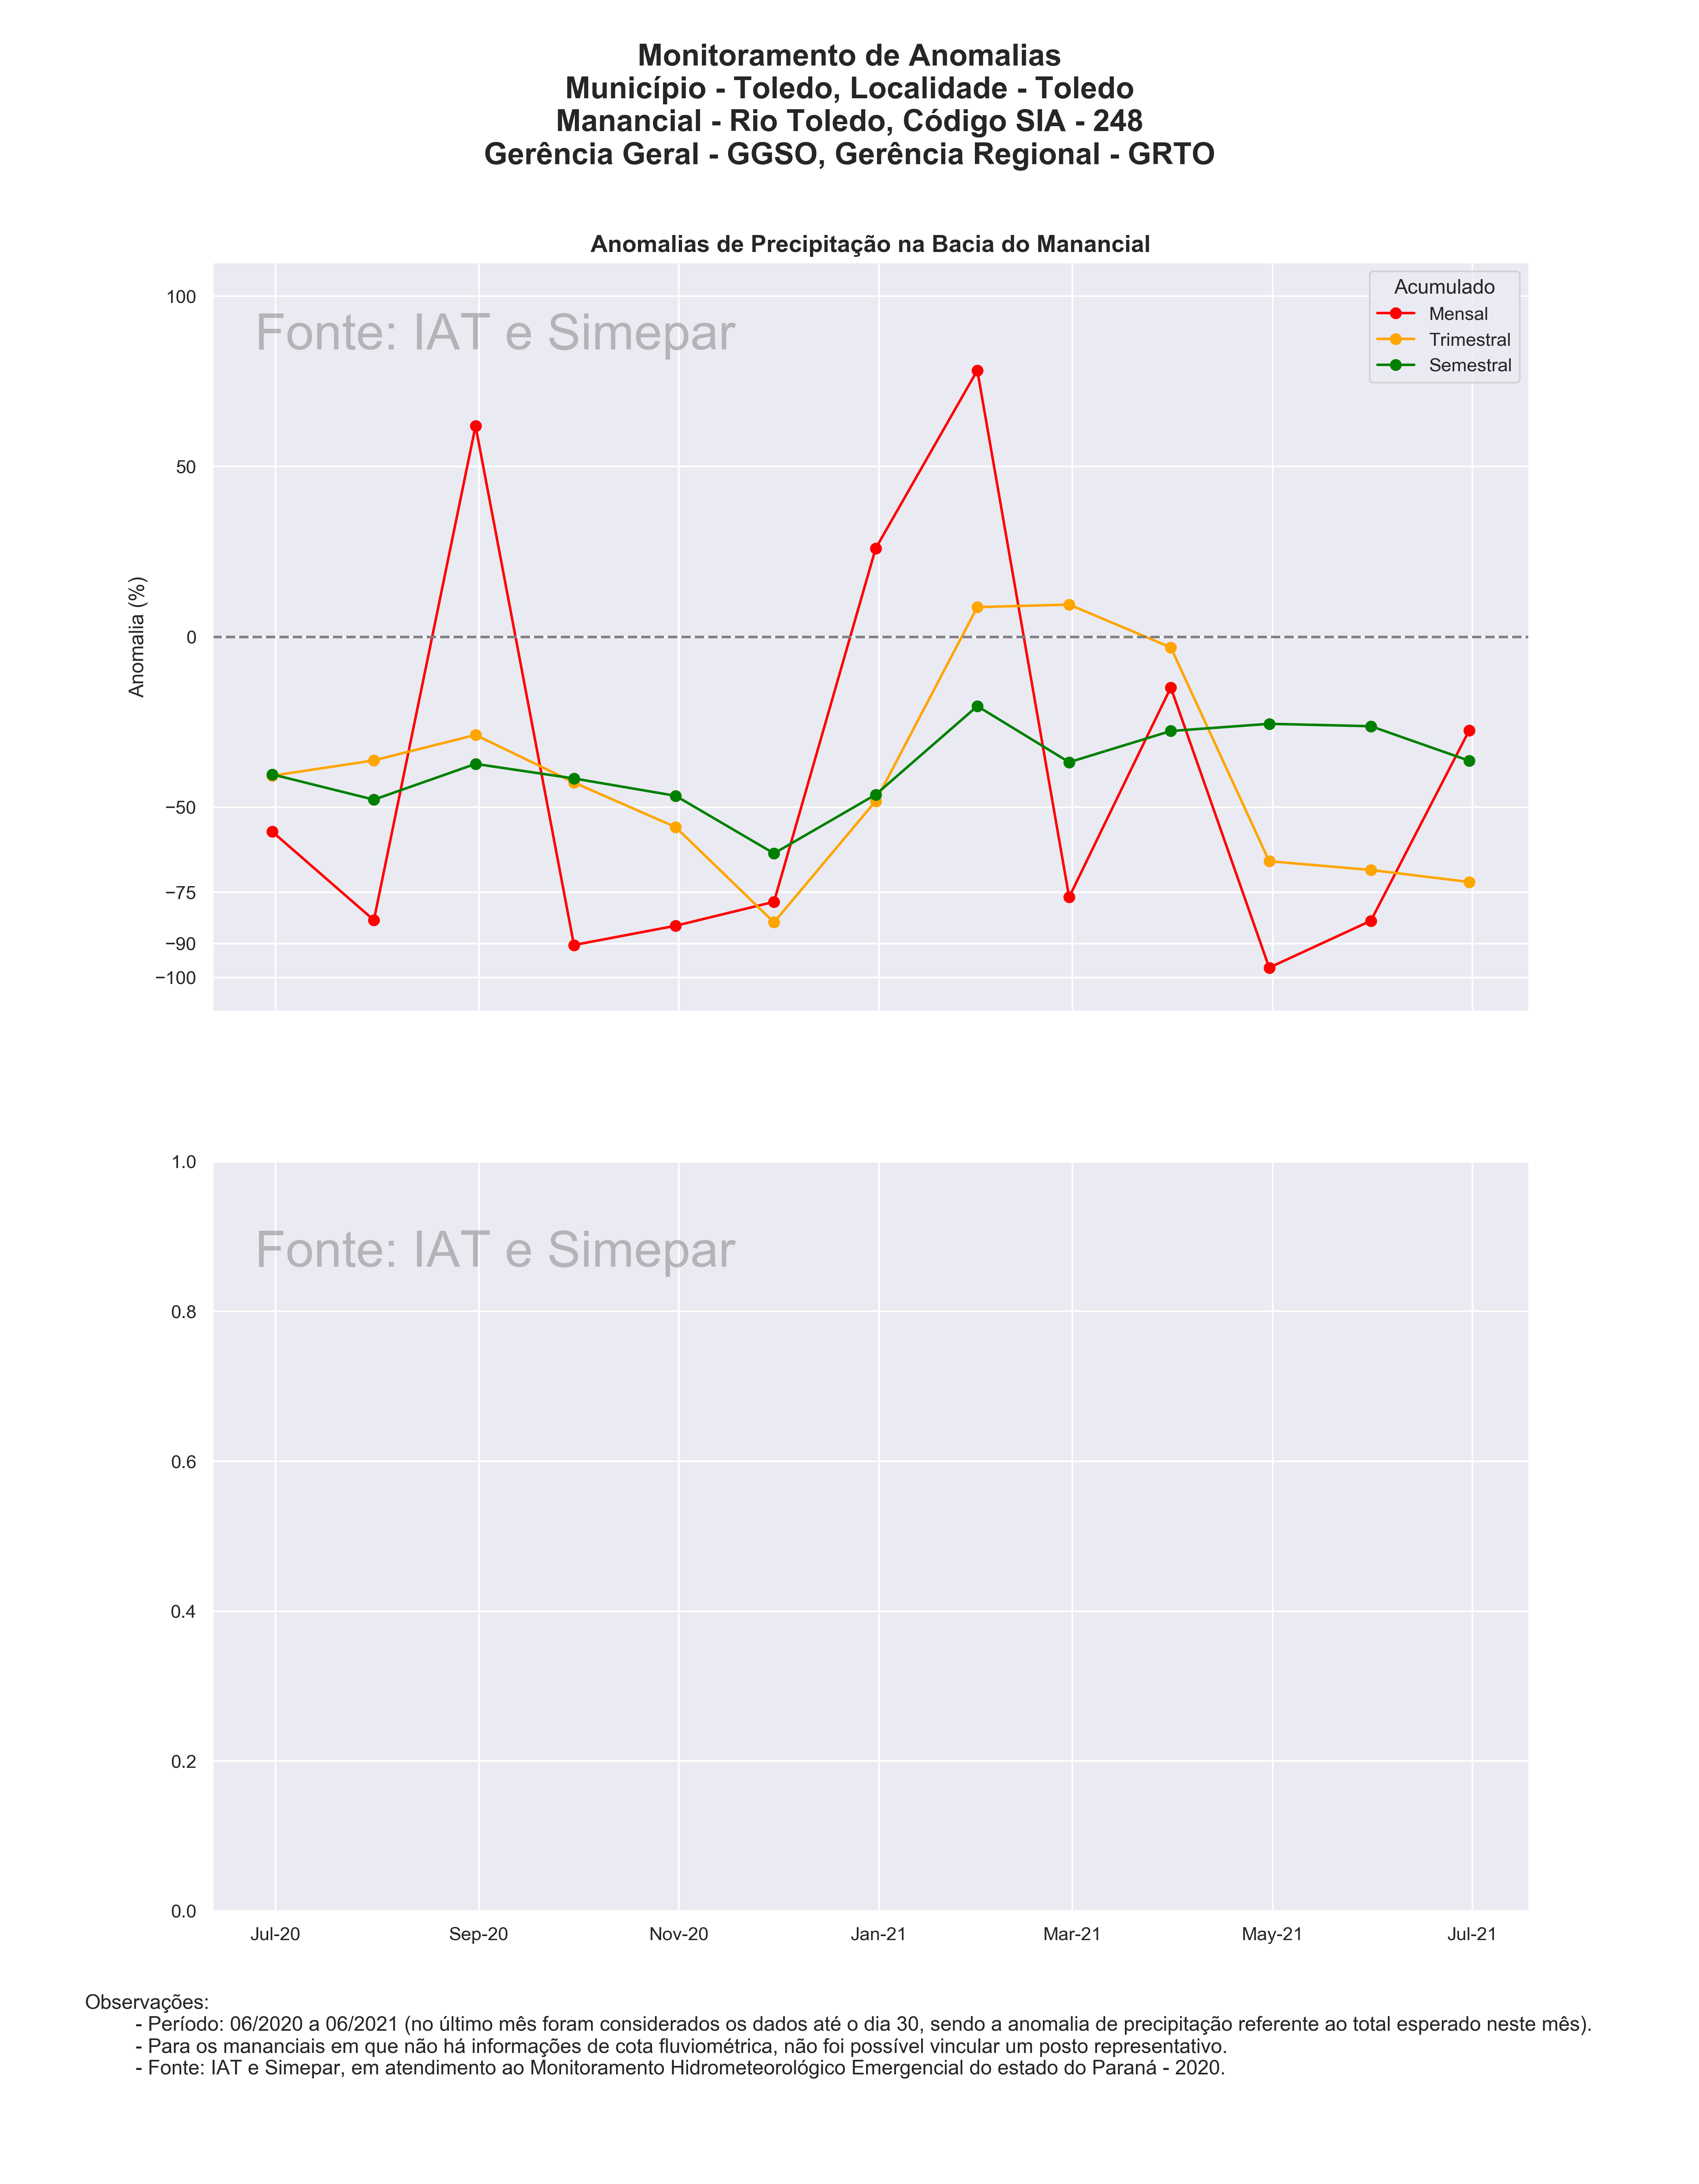 Monitoramento de Anomalias
Município - Toledo, Localidade - Toledo
Manancial - Rio Toledo, Código SIA - 248
Gerência Geral - GGSO, Gerência Regional - GRTO
Anomalias de Precipitação na Bacia do Manancial
Fonte: IAT e Simepar
Acumulado
Mensal
Trimestral
Semestral
Anomalia (%)
100
50
0
−50
−75
−90
−100
Fonte: IAT e Simepar
1.0
0.8
0.6
0.4
0.2
0.0
Jul-20 Sep-20 Nov-20 Jan-21 Mar-21 May-21 Jul-21
Observações:
- Período: 06/2020 a 06/2021 (no último mês foram considerados os dados até o dia 30, sendo a anomalia de precipitação referente ao total esperado neste mês).
- Para os mananciais em que não há informações de cota fluviométrica, não foi possível vincular um posto representativo.
- Fonte: IAT e Simepar, em atendimento ao Monitoramento Hidrometeorológico Emergencial do estado do Paraná - 2020.